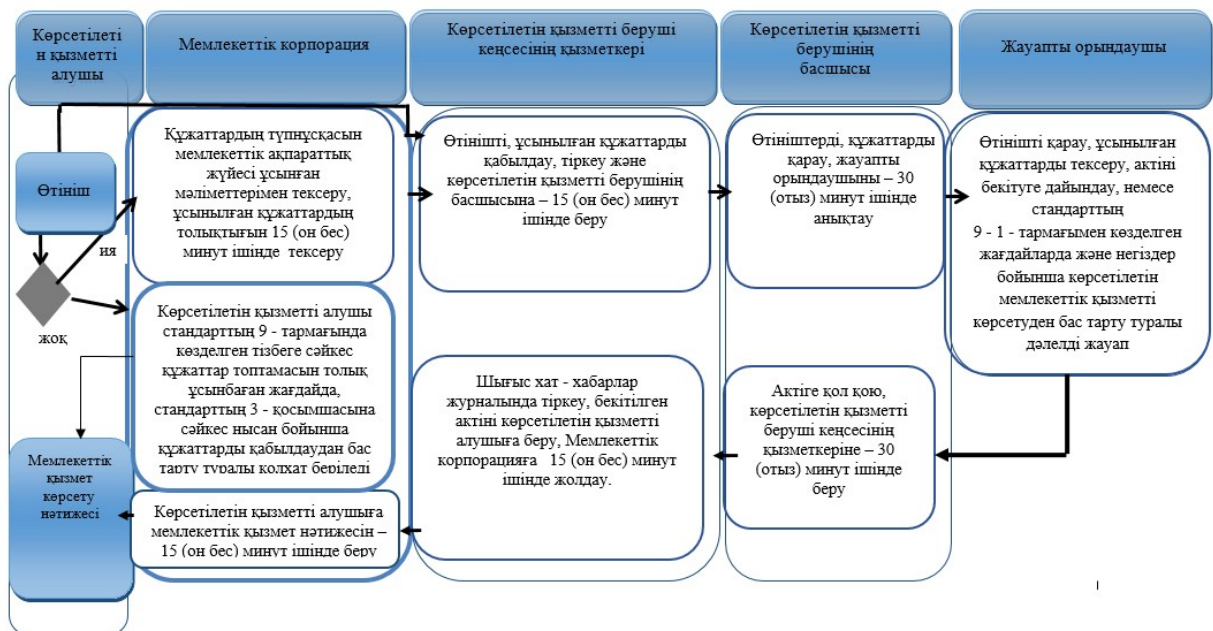 Көрсетілеті
н қызметті
алушы
Мемлекеттік корпорация
Көрсетілетін қызметті беруші
кеңсесінің қызметкері
Көрсетілетін қызметті
берушінің
басшысы
Жауапты орындаушы
Өтініш
ия
жоқ
Құжаттардың түпнұсқасын
мемлекеттік ақпараттық
жүйесі ұсынған
мәліметтерімен тексеру,
ұсынылған құжаттардың
толықтығын 15 (он бес)
минут ішінде тексеру
Өтінішті, ұсынылған құжаттарды
қабылдау, тіркеу және
көрсетілетін қызметті берушінің
басшысына – 15 (он бес) минут
ішінде беру
Өтініштерді, құжаттарды
қарау, жауапты
орындаушыны – 30
(отыз) минут ішінде
анықтау
Өтінішті қарау, ұсынылған
құжаттарды тексеру, актіні
бекітуге дайындау, немесе
стандарттың
9 - 1 - тармағымен көзделген
жағдайларда және негіздер
бойынша көрсетілетін
мемлекеттік қызметті
көрсетуден бас тарту туралы
дәлелді жауап
Көрсетілетін қызметті алушы
стандарттың 9 - тармағында
көзделген тізбеге сәйкес
құжаттар топтамасын толық
ұсынбаған жағдайда,
стандарттың 3 - қосымшасына
сәйкес нысан бойынша
құжаттарды қабылдаудан бас
тарту туралы қолхат беріледі
Шығыс хат - хабарлар
журналында тіркеу, бекітілген
актіні көрсетілетін қызметті
алушыға беру, Мемлекеттік
корпорацияға 15 (он бес) минут
ішінде жолдау.
Актіге қол қою,
көрсетілетін қызметті
беруші кеңсесінің
қызметкеріне – 30
(отыз) минут ішінде
беру
Мемлекеттік
қызмет
көрсету
нәтижесі
Көрсетілетін қызметті алушыға
мемлекеттік қызмет нәтижесін –
15 (он бес) минут ішінде беру